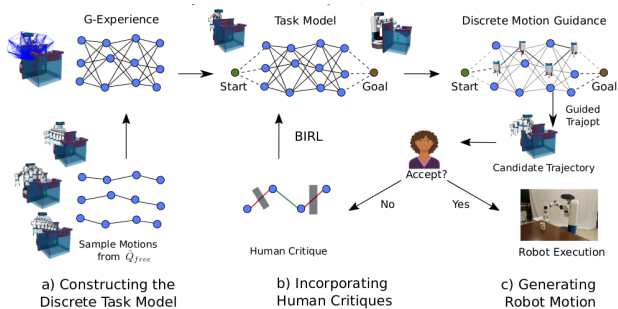 G-Experience
Task Model
Discrete Motion Guidance
Start
Goal
Start
Goal
Guided
Trajopt
BIRL
Accept?
Candidate Trajectory
No
Yes
Sample Motions
from Q̂free
Human Critique
Robot Execution
a) Constructing the
Discrete Task Model
b) Incorporating
Human Critiques
c) Generating
Robot Motion